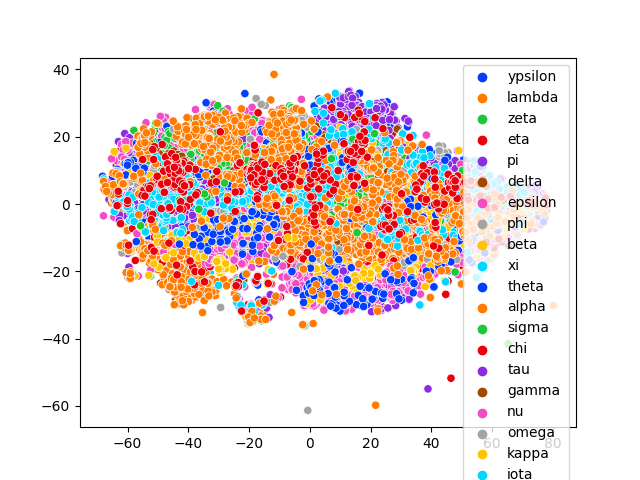 40
20
0
−20
−40
−60
−60
−40
−20
0
20
40
60
80
ypsilon
lambda
zeta
eta
pi
delta
epsilon
phi
beta
xi
theta
alpha
sigma
chi
tau
gamma
nu
omega
kappa
iota